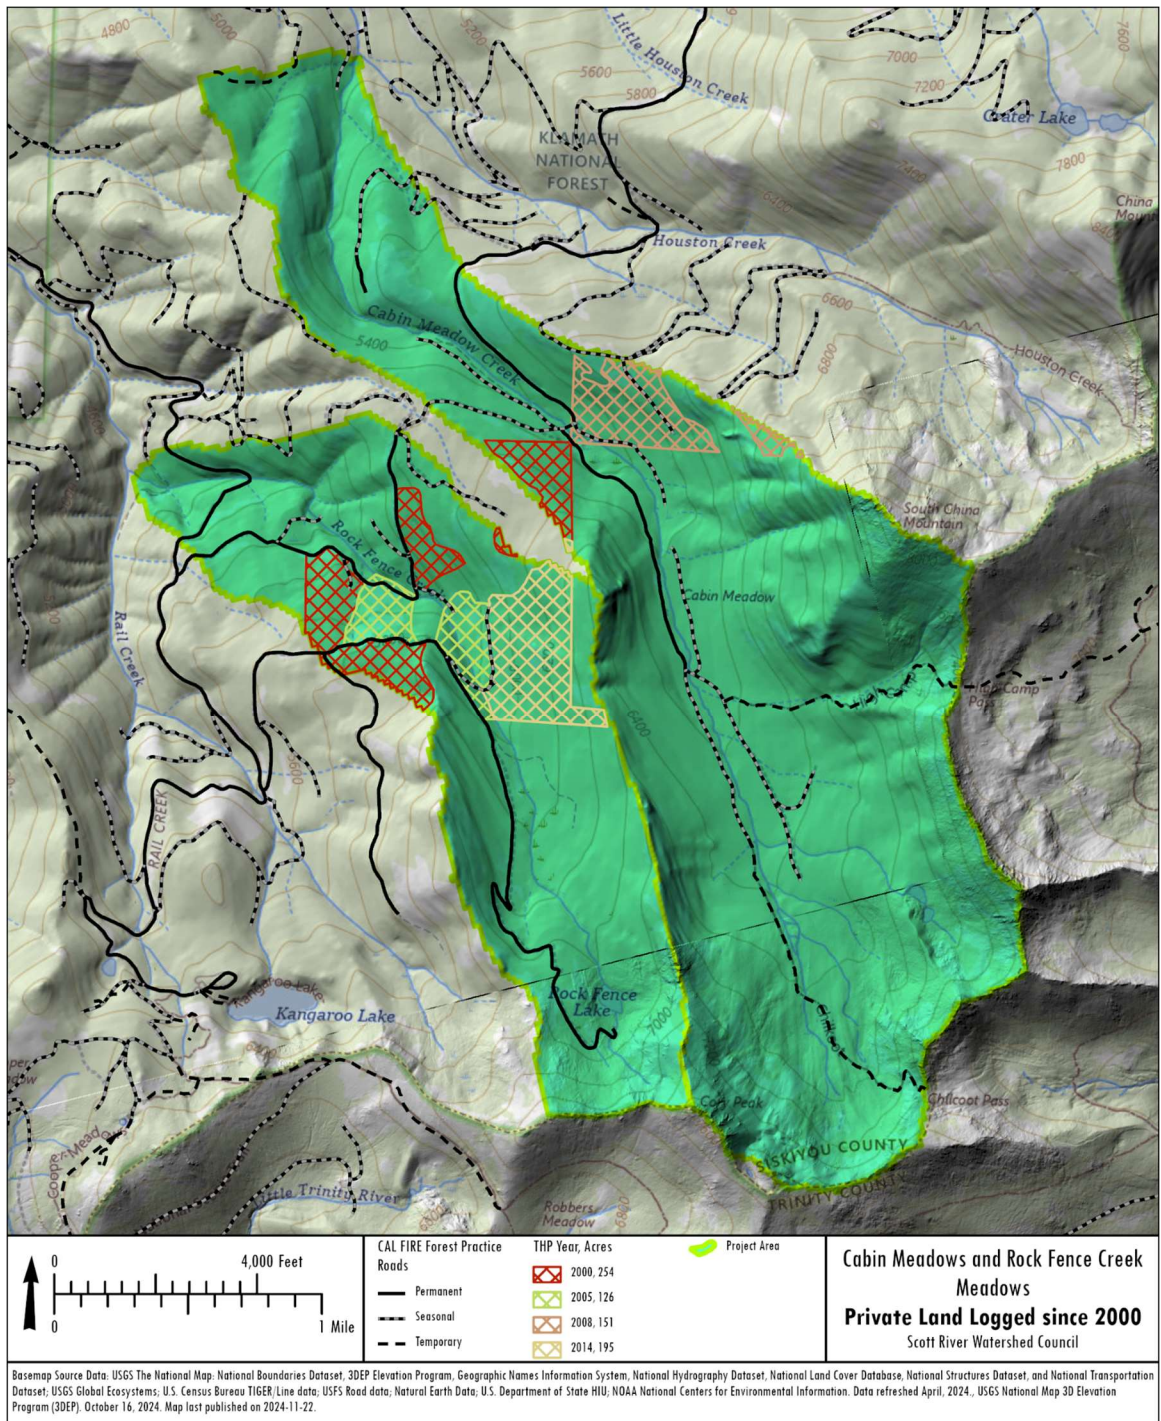 4800
5000
5200
Little Houston Creek
5600
5800
7000
7200
7600
Crater Lake
KLAMATH
NATIONAL
FOREST
7400
7800
6400
China
Houston Creek
6600
6800
Houston Creek
Cabin Meadow Creek
5400
South China
Mountain
Rock Fence
Cabin Meadow
Rail Creek
Camp
6400
5600
RAIL CREEK
Rock Fence
Lake
7000
Kangaroo Lake
Kangaroo Lake
Cory Peak
Chilcoot Pass
SISKIYOU COUNTY
TRINITY COUNTY
Little Trinity River
Robbers
Meadow
6800
0 4,000 Feet
0 1 Mile
CAL FIRE Forest Practice
Roads
Permanent
Seasonal
Temporary
THP Year, Acres
2000, 254
2005, 126
2008, 151
2014, 195
Project Area
Cabin Meadows and Rock Fence Creek
Meadows
Private Land Logged since 2000
Scott River Watershed Council
Basemap Source Data: USGS The National Map: National Boundaries Dataset, 3DEP Elevation Program, Geographic Names Information System, National Hydrography Dataset, National Land Cover Database, National Structures Dataset, and National Transportation
Dataset; USGS Global Ecosystems; U.S. Census Bureau TIGER/Line data; USFS Road data; Natural Earth Data; U.S. Department of State HIU; NOAA National Centers for Environmental Information. Data refreshed April, 2024., USGS National Map 3D Elevation
Program (3DEP). October 16, 2024. Map last published on 2024-11-22.